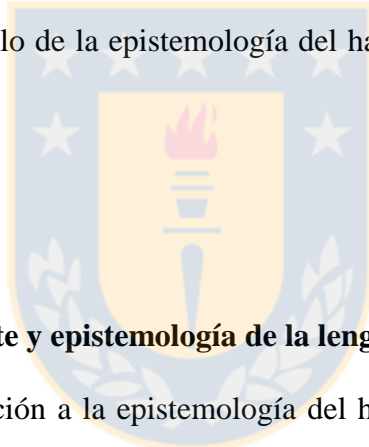 lo de la epistemología del ha
te y epistemología de la leng
ción a la epistemología del h